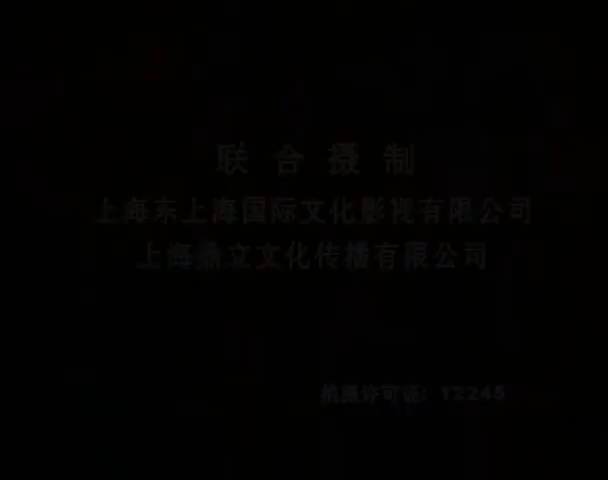 联合摄制
上海东上海国际文化影视有限公司
上海鼎立文化传播有限公司
拍摄许可证：12245